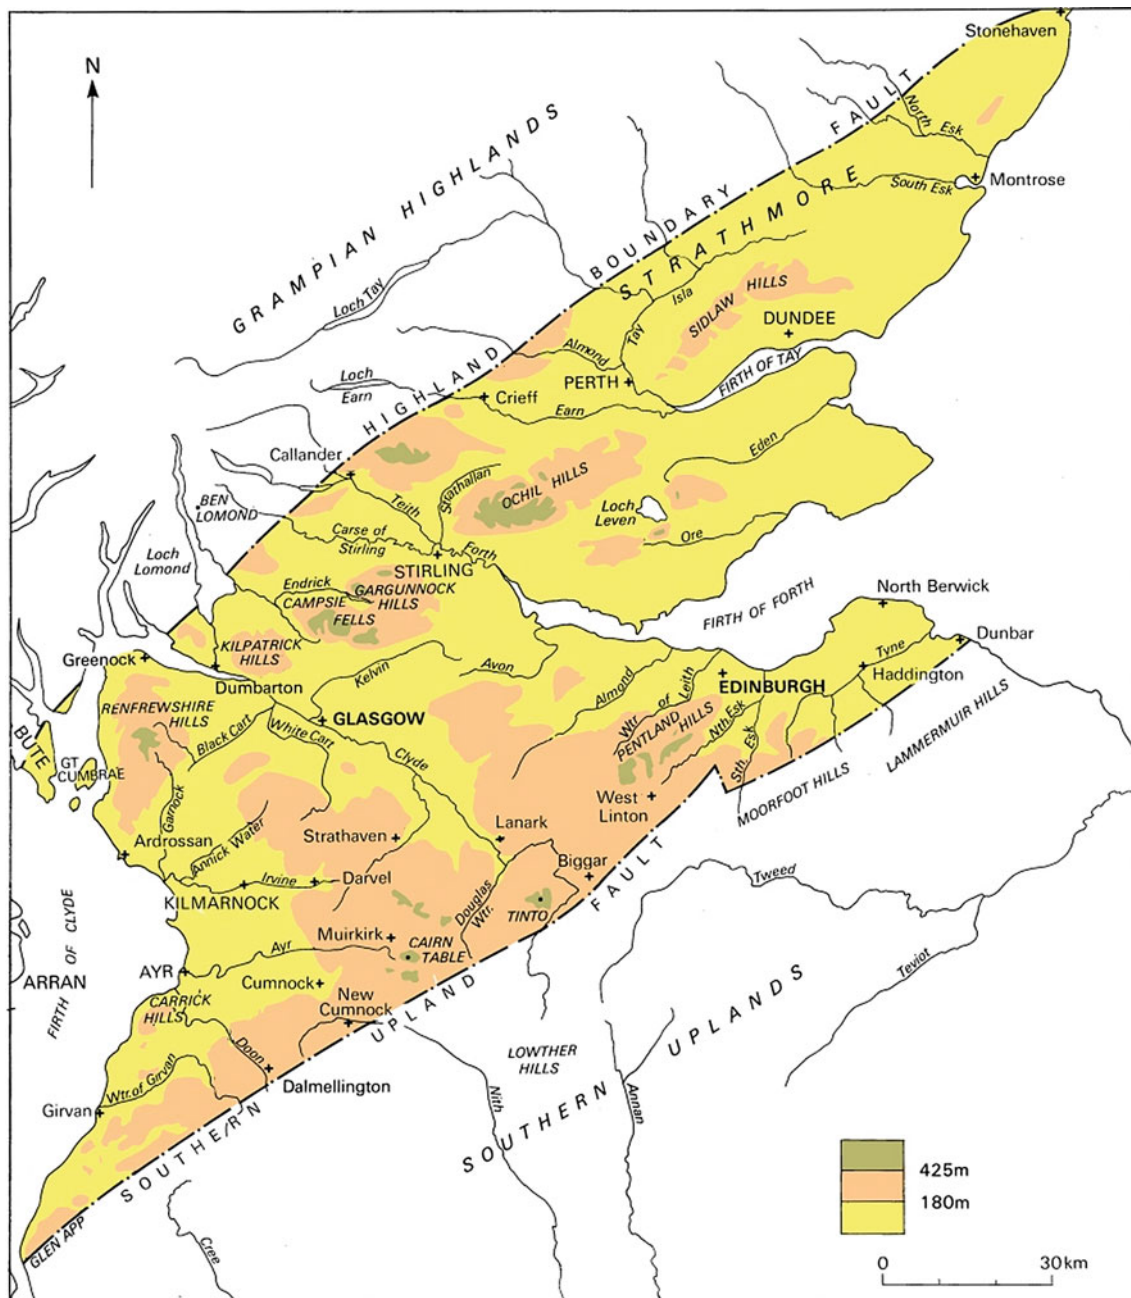 Stonehaven
N
North
Esk
FAULT
Montrose
South Esk
GRAMPIAN HIGHLANDS
STRATHMORE
BOUNDARY
Loch Tay
Isla
SIDLAW HILLS
DUNDEE
Tay
Almond
FIRTH OF TAY
PERTH
Loch
Earn
HIGHLAND
Crieff
Earn
Callander
Eden
Strathallan
OCHIL HILLS
Teith
BEN
LOMOND
Loch
Leven
Carse of
Stirling
Forth
Ore
Loch
Lomond
STIRLING
Endrick
GARGUNNOCK
HILLS
CAMPSIE
FELLS
North Berwick
FIRTH OF FORTH
KILPATRICK
HILLS
Dunbar
Tyne
Greenock
Kelvin
Avon
Haddington
Dumbarton
Almond
Wtr of Leith
EDINBURGH
RENFREWSHIRE
HILLS
GLASGOW
PENTLAND
HILLS
Nth Esk
LAMMERMUIR HILLS
BUTE
Black Cart
White Cart
Clyde
Sth. Esk
GT
CUMBRAE
MOORFOOT HILLS
Garnock
West
Linton
Annick Water
Strathaven
Lanark
Ardrossan
Biggar
Tweed
Irvine
Darvel
KILMARNOCK
Douglas
Wtr.
TINTO
FAULT
Muirkirk
CAIRN
TABLE
Ayr
AYR
ARRAN
FIRTH OF CLYDE
Cumnock
Teviot
CARRICK
HILLS
New
Cumnock
UPLAND
Doon
LOWTHER
HILLS
Dalmellington
Wtr. of Girvan
Girvan
Nith
Annan
SOUTHERN UPLANDS
SOUTHERN
425m
180m
GLEN APP
Cree
0 30 km